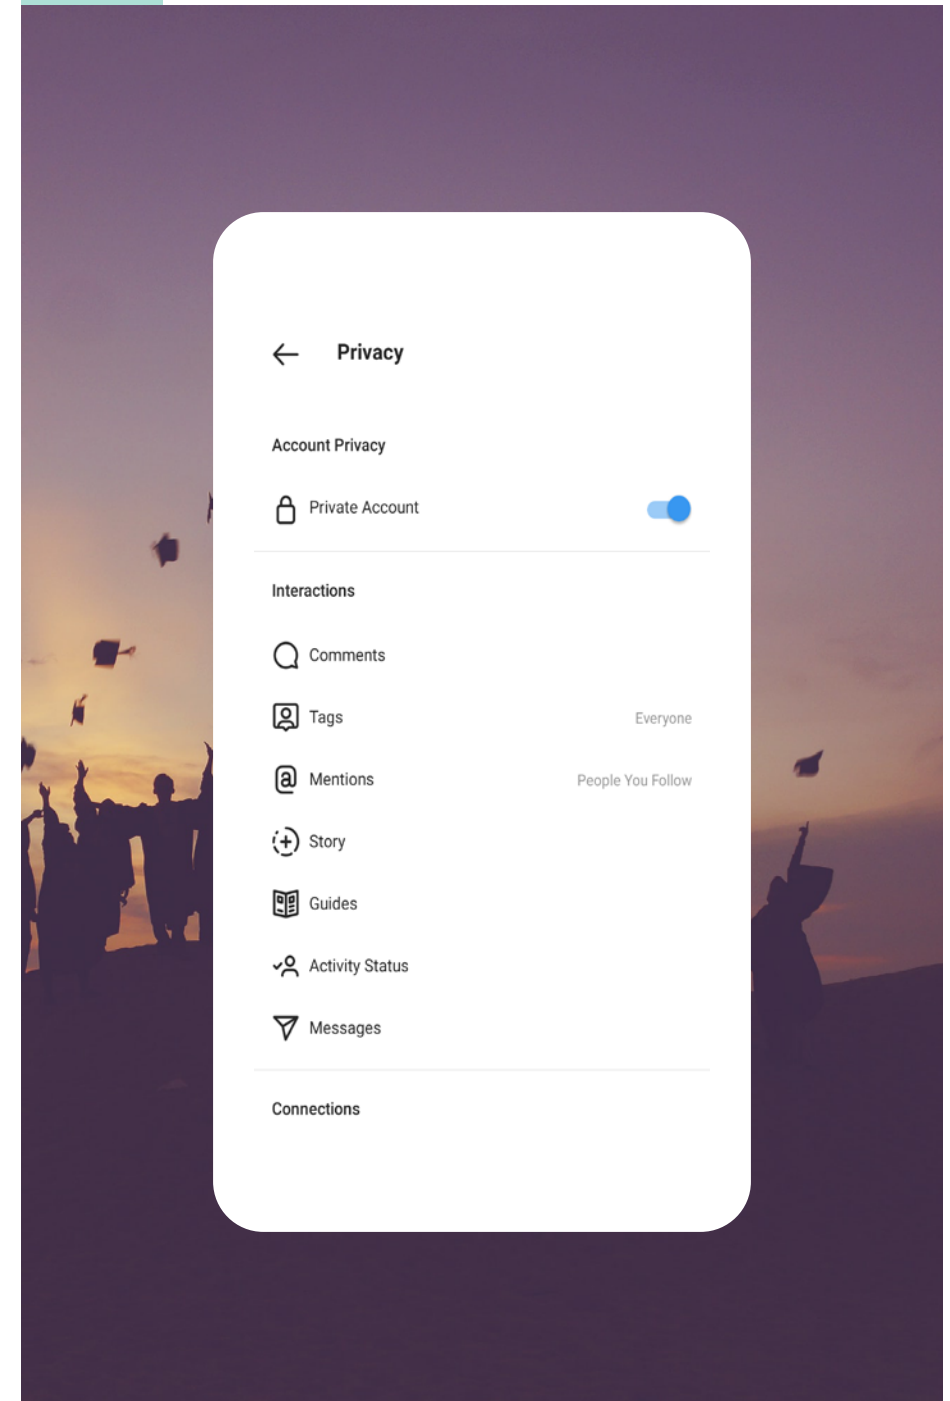 Privacy
Account Privacy
Private Account
Interactions
Comments
Tags Everyone
Mentions People You Follow
Story
Guides
Activity Status
Messages
Connections